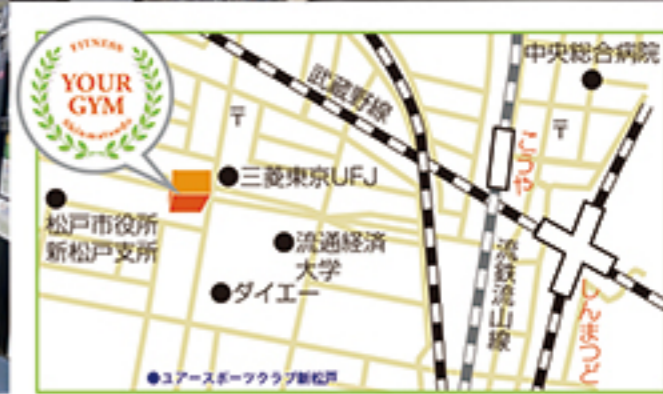 FITNESS
YOUR
GYM
Shinmatsudo
中央総合病院
武蔵野線
〒
〒
こうや
三菱東京UFJ
松戸市役所
新松戸支所
流通経済
大学
ダイエー
流鉄流山線
しんまつど
●ユアースポーツクラブ新松戸